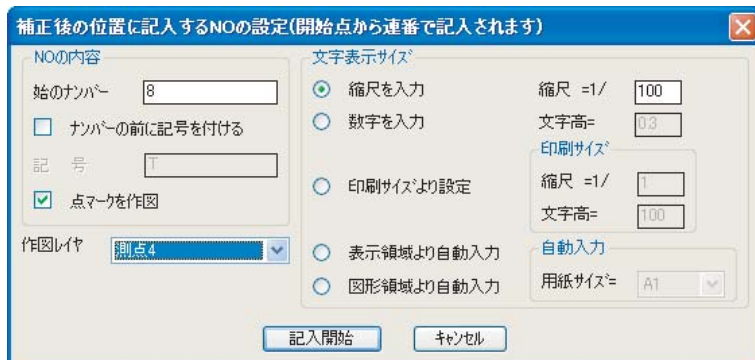 補正後の位置に記入するNOの設定(開始点から連番で記入されます)
NOの内容
始のナンバー 8
ナンバーの前に記号を付ける
記 号 T
点マークを作図
作図レイヤ 測点4
文字表示サイズ
縮尺を入力 縮尺 =1/ 100
数字を入力 文字高= 0.3
印刷サイズより設定
印刷サイズ
縮尺 =1/ 1
文字高= 100
表示領域より自動入力
図形領域より自動入力
自動入力
用紙サイズ= A1
記入開始 キャンセル